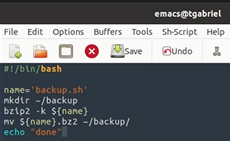 emacs@tgabriel
File Edit Options Buffers Tools Sh-Script Help
Save Undo
#!/bin/bash
name='backup.sh'
mkdir ~/backup
bzip2 -k ${name}
mv ${name}.bz2 ~/backup/
echo "done"